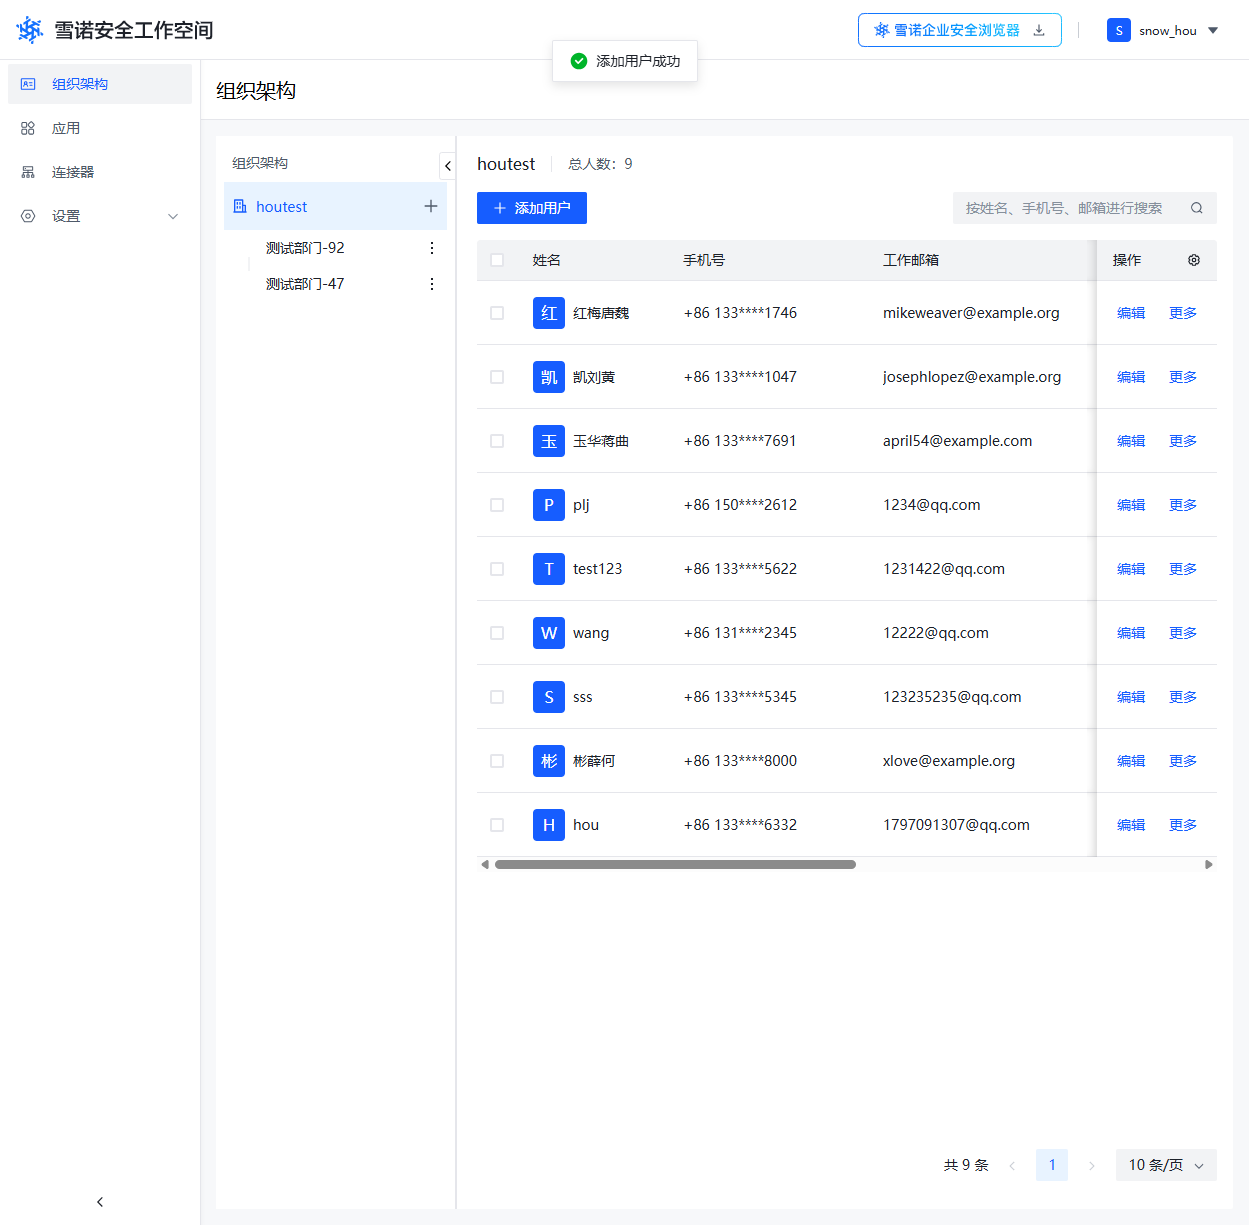 雪诺安全工作空间
雪诺企业安全浏览器
S snow_hou
添加用户成功
组织架构
应用
连接器
设置
组织架构
组织架构
houtest
测试部门-92
测试部门-47
houtest 总人数：9
添加用户
按姓名、手机号、邮箱进行搜索
姓名 手机号 工作邮箱 操作
红 红梅唐魏 +86 133****1746 mikeweaver@example.org 编辑 更多
凯 凯刘黄 +86 133****1047 josephlopez@example.org 编辑 更多
玉 玉华蒋曲 +86 133****7691 april54@example.com 编辑 更多
P plj +86 150****2612 1234@qq.com 编辑 更多
T test123 +86 133****5622 1231422@qq.com 编辑 更多
W wang +86 131****2345 12222@qq.com 编辑 更多
S sss +86 133****5345 123235235@qq.com 编辑 更多
彬 彬薛何 +86 133****8000 xlove@example.org 编辑 更多
H hou +86 133****6332 1797091307@qq.com 编辑 更多
共 9 条 1 10 条/页